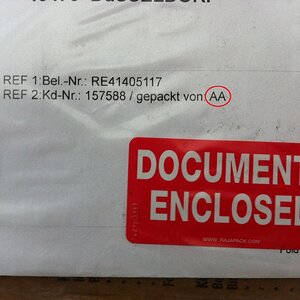 REF 1:Bel.-Nr.: RE41405117
REF 2:Kd-Nr.: 157588 / gepackt von: AA
DOCUMENT
ENCLOSE
WWW.RAJAPACK.COM